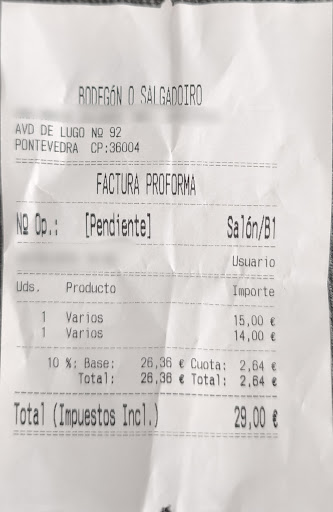 BODEGÓN O SALGADOIRO
AVD DE LUGO Nº 92
PONTEVEDRA CP:36004
FACTURA PROFORMA
Nº Op.: [Pendiente] Salón/B1
Usuario
Uds. Producto Importe
1 Varios 15,00 €
1 Varios 14,00 €
10 %: Base: 26,36 € Cuota: 2,64 €
Total: 26,36 € Total: 2,64 €
Total (Impuestos Incl.) 29,00 €